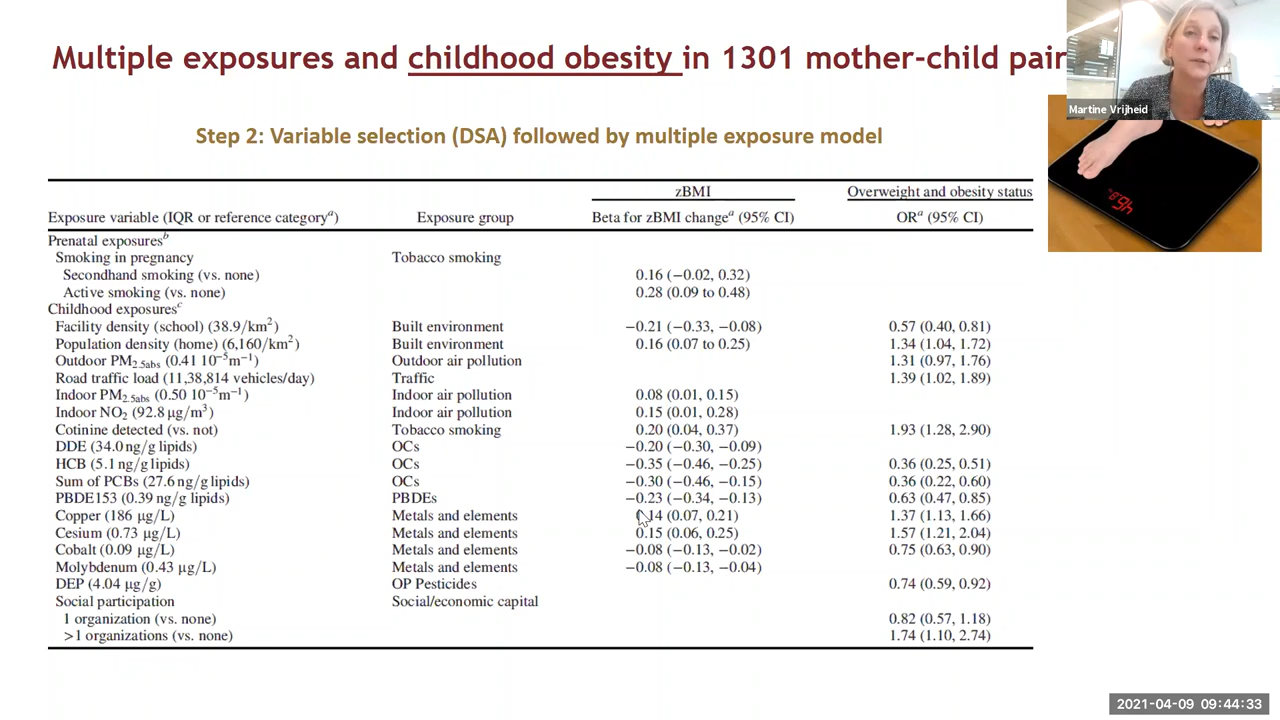 Multiple exposures and childhood obesity in 1301 mother-child pair
Martine Vrijheid
Step 2: Variable selection (DSA) followed by multiple exposure model
zBMI Overweight and obesity status
Exposure variable (IQR or reference categoryᵃ) Exposure group Beta for zBMI changeᵃ (95% CI) ORᵃ (95% CI)
Prenatal exposuresᵇ
Smoking in pregnancy Tobacco smoking
Secondhand smoking (vs. none) 0.16 (−0.02, 0.32)
Active smoking (vs. none) 0.28 (0.09 to 0.48)
Childhood exposuresᶜ
Facility density (school) (38.9/km²) Built environment −0.21 (−0.33, −0.08) 0.57 (0.40, 0.81)
Population density (home) (6,160/km²) Built environment 0.16 (0.07 to 0.25) 1.34 (1.04, 1.72)
Outdoor PM₂.₅abs (0.41 10⁻⁵m⁻¹) Outdoor air pollution 1.31 (0.97, 1.76)
Road traffic load (11,38,814 vehicles/day) Traffic 1.39 (1.02, 1.89)
Indoor PM₂.₅abs (0.50 10⁻⁵m⁻¹) Indoor air pollution 0.08 (0.01, 0.15)
Indoor NO₂ (92.8 μg/m³) Indoor air pollution 0.15 (0.01, 0.28)
Cotinine detected (vs. not) Tobacco smoking 0.20 (0.04, 0.37) 1.93 (1.28, 2.90)
DDE (34.0 ng/g lipids) OCs −0.20 (−0.30, −0.09)
HCB (5.1 ng/g lipids) OCs −0.35 (−0.46, −0.25) 0.36 (0.25, 0.51)
Sum of PCBs (27.6 ng/g lipids) OCs −0.30 (−0.46, −0.15) 0.36 (0.22, 0.60)
PBDE153 (0.39 ng/g lipids) PBDEs −0.23 (−0.34, −0.13) 0.63 (0.47, 0.85)
Copper (186 μg/L) Metals and elements 0.14 (0.07, 0.21) 1.37 (1.13, 1.66)
Cesium (0.73 μg/L) Metals and elements 0.15 (0.06, 0.25) 1.57 (1.21, 2.04)
Cobalt (0.09 μg/L) Metals and elements −0.08 (−0.13, −0.02) 0.75 (0.63, 0.90)
Molybdenum (0.43 μg/L) Metals and elements −0.08 (−0.13, −0.04)
DEP (4.04 μg/g) OP Pesticides 0.74 (0.59, 0.92)
Social participation Social/economic capital
1 organization (vs. none) 0.82 (0.57, 1.18)
>1 organizations (vs. none) 1.74 (1.10, 2.74)
2021-04-09 09:44:33